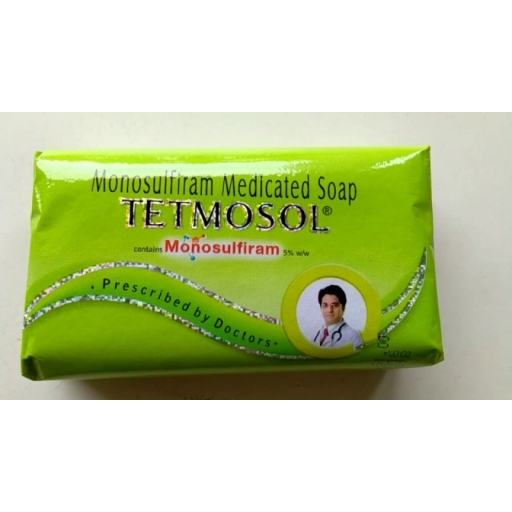 Monosulfiram Medicated Soap
TETMOSOL®
contains Monosulfiram 5% w/w
• Prescribed by Doctors•